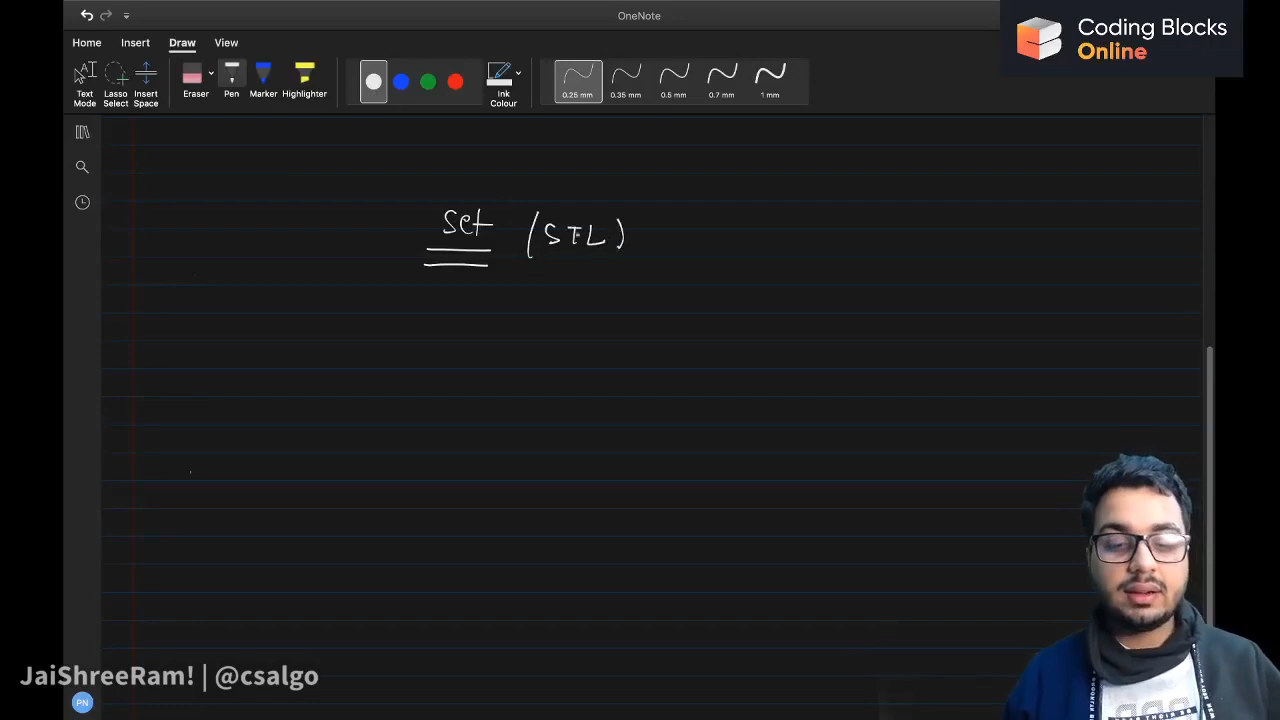 OneNote
Coding Blocks
Online
Home Insert Draw View
Text Mode
Lasso Select
Insert Space
Eraser
Pen
Marker
Highlighter
Ink Colour
0.25 mm
0.35 mm
0.5 mm
0.7 mm
1 mm
Set (STL)
JaiShreeRam! | @csalgo
PN